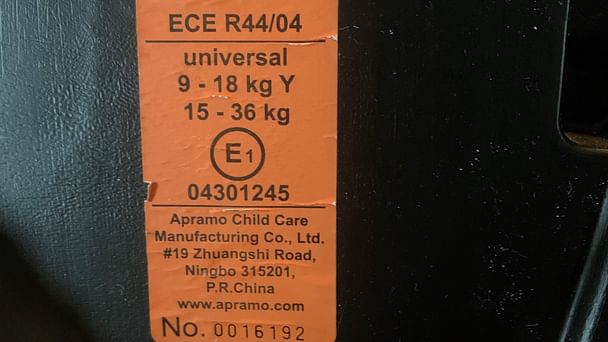 ECE R44/04
universal
9 - 18 kg Y
15 - 36 kg
E1
04301245
Apramo Child Care
Manufacturing Co., Ltd.
#19 Zhuangshi Road,
Ningbo 315201,
P.R.China
www.apramo.com
No. 0016192